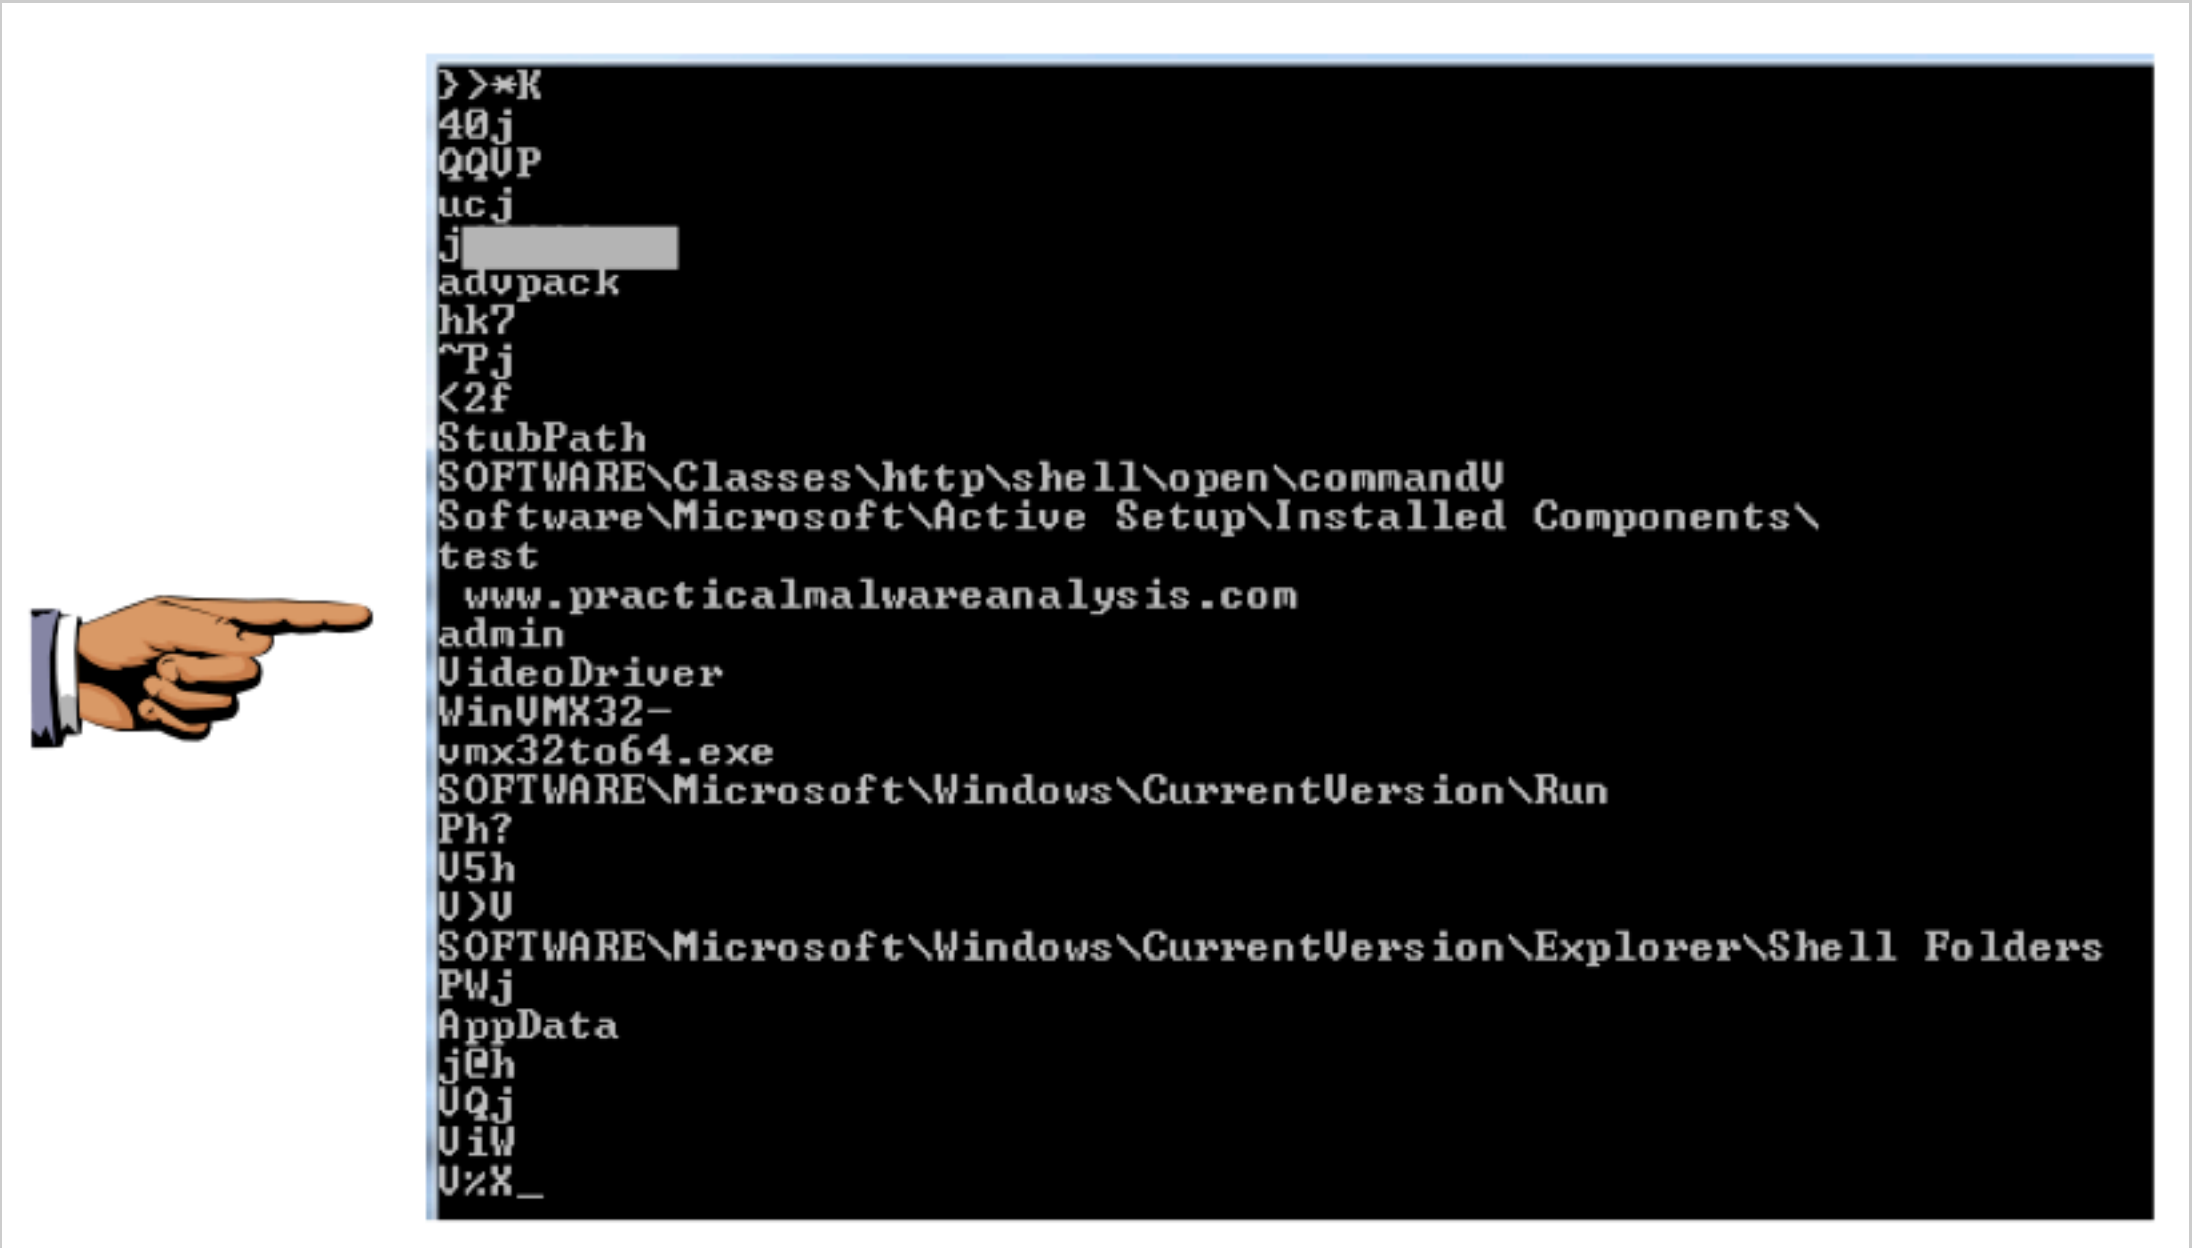 }>*K
40j
QQVP
ucj
j
advpack
hk7
~Pj
<2f
StubPath
SOFTWARE\Classes\http\shell\open\commandV
Software\Microsoft\Active Setup\Installed Components\
test
www.practicalmalwareanalysis.com
admin
VideoDriver
WinVMX32-
vmx32to64.exe
SOFTWARE\Microsoft\Windows\CurrentVersion\Run
Ph?
V5h
V>V
SOFTWARE\Microsoft\Windows\CurrentVersion\Explorer\Shell Folders
PWj
AppData
j@h
VQj
ViW
V%X_